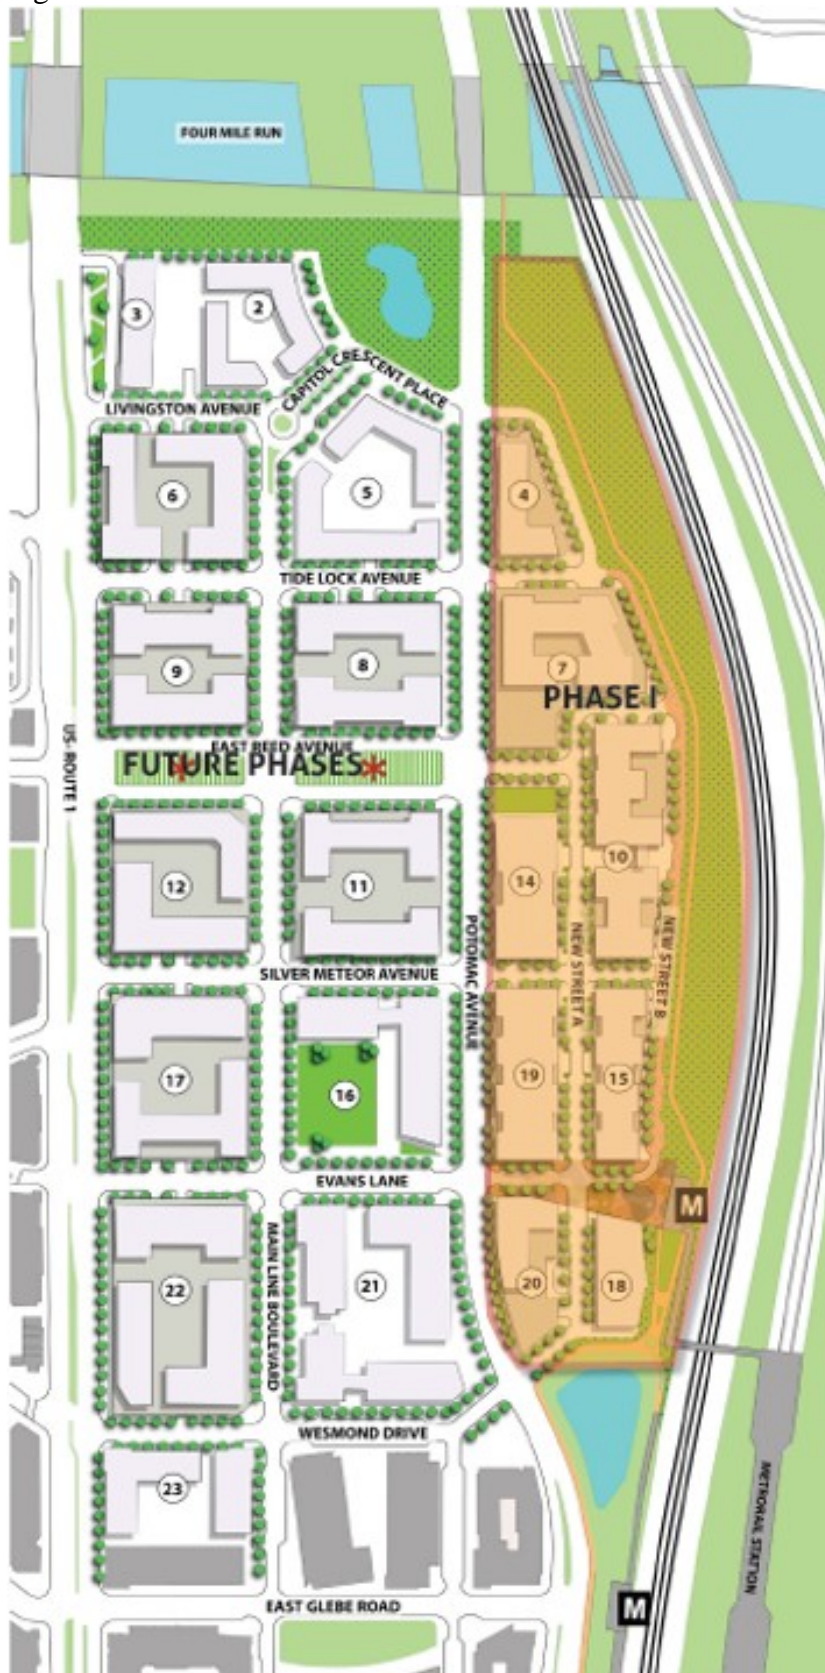 FOUR MILE RUN
3
2
CAPITOL CRESCENT PLACE
LIVINGSTON AVENUE
6
5
4
TIDE LOCK AVENUE
9
8
7
PHASE I
US- ROUTE 1
EAST REED AVENUE
FUTURE PHASES
12
11
14
10
POTOMAC AVENUE
NEW STREET A
NEW STREET B
SILVER METEOR AVENUE
17
16
19
15
EVANS LANE
M
MAIN LINE BOULEVARD
22
21
20
18
WESMOND DRIVE
23
METRORAIL STATION
EAST GLEBE ROAD
M